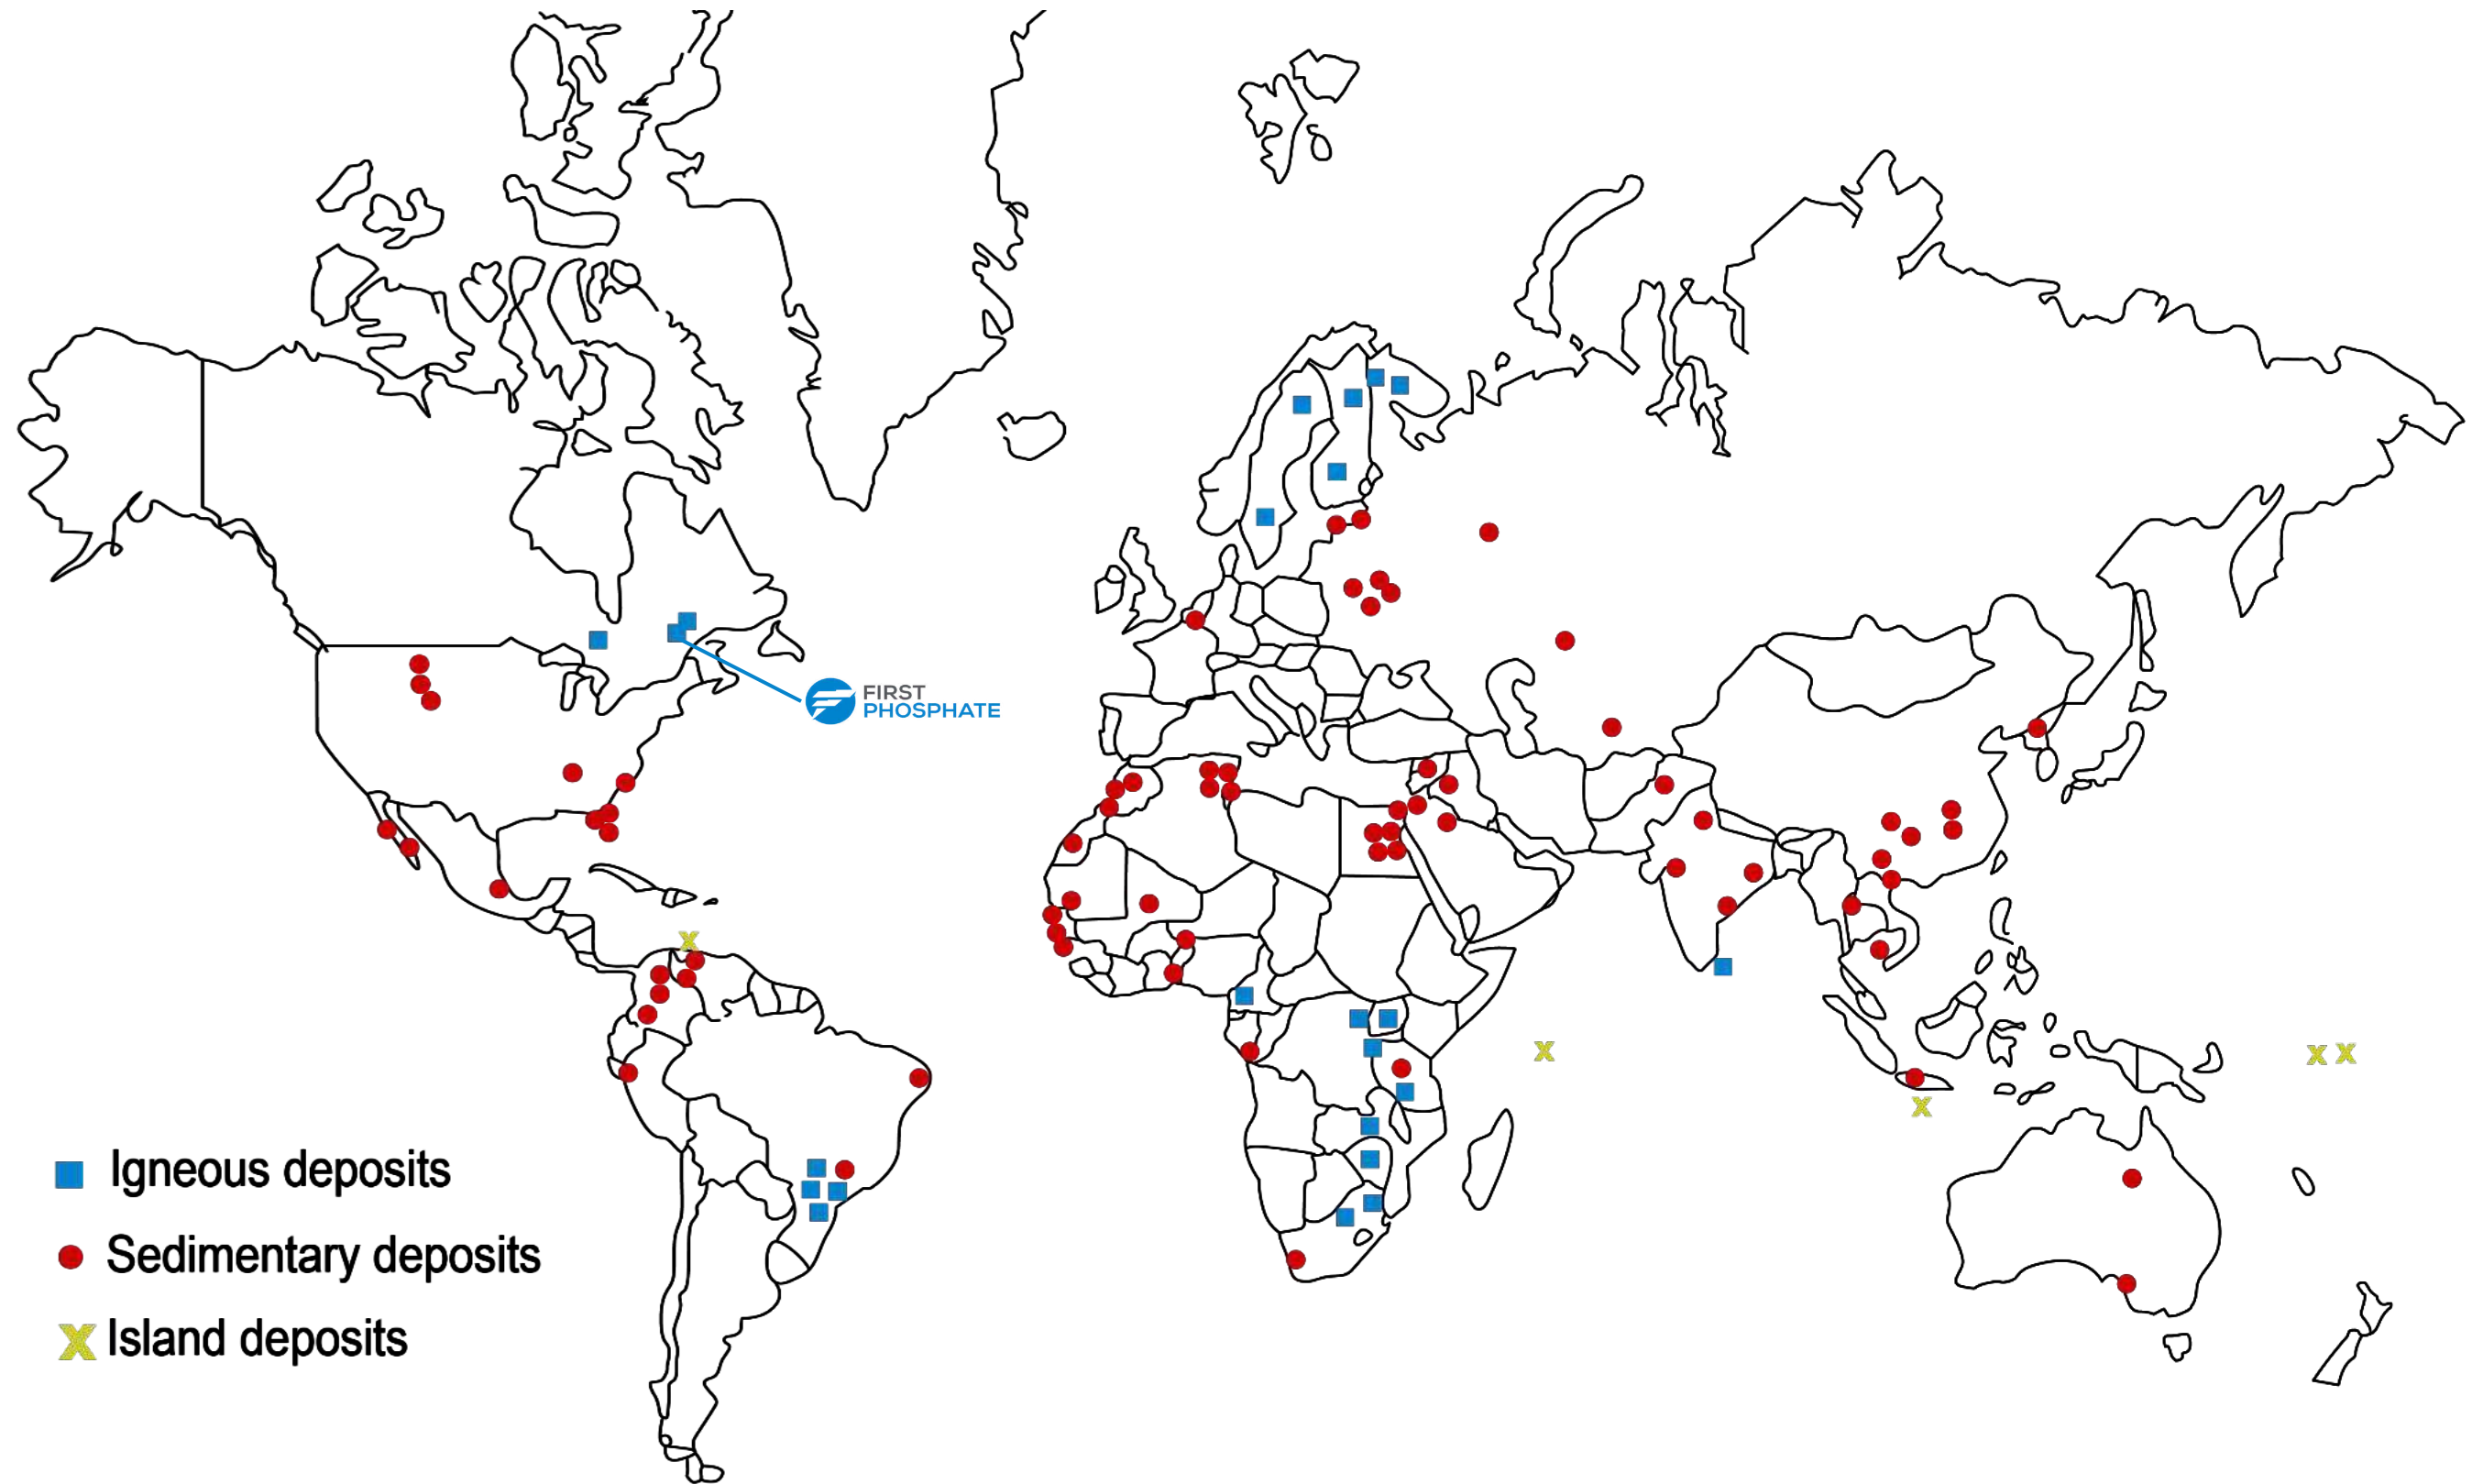 FIRST
PHOSPHATE
Igneous deposits
Sedimentary deposits
Island deposits